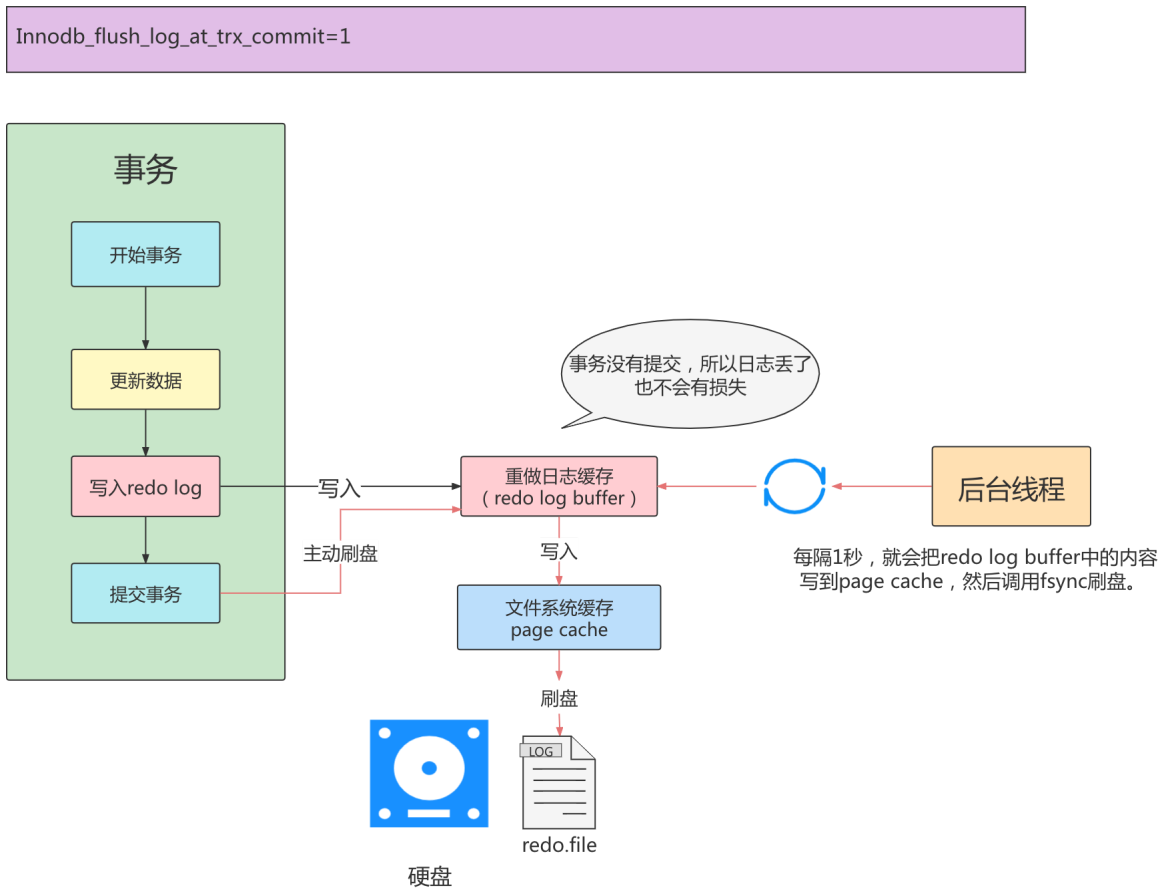 Innodb_flush_log_at_trx_commit=1
事务
开始事务
更新数据
写入redo log
提交事务
写入
主动刷盘
事务没有提交，所以日志丢了
也不会有损失
重做日志缓存
（redo log buffer）
写入
文件系统缓存
page cache
刷盘
LOG
redo.file
硬盘
后台线程
每隔1秒，就会把redo log buffer中的内容
写到page cache，然后调用fsync刷盘。